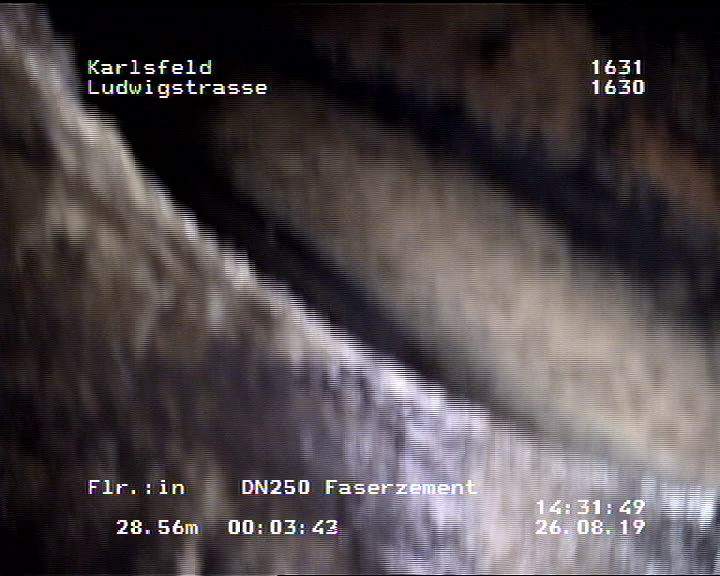 Karlsfeld 1631
Ludwigstrasse 1630
Flr.:in DN250 Faserzement
14:31:49
28.56m 00:03:43 26.08.19